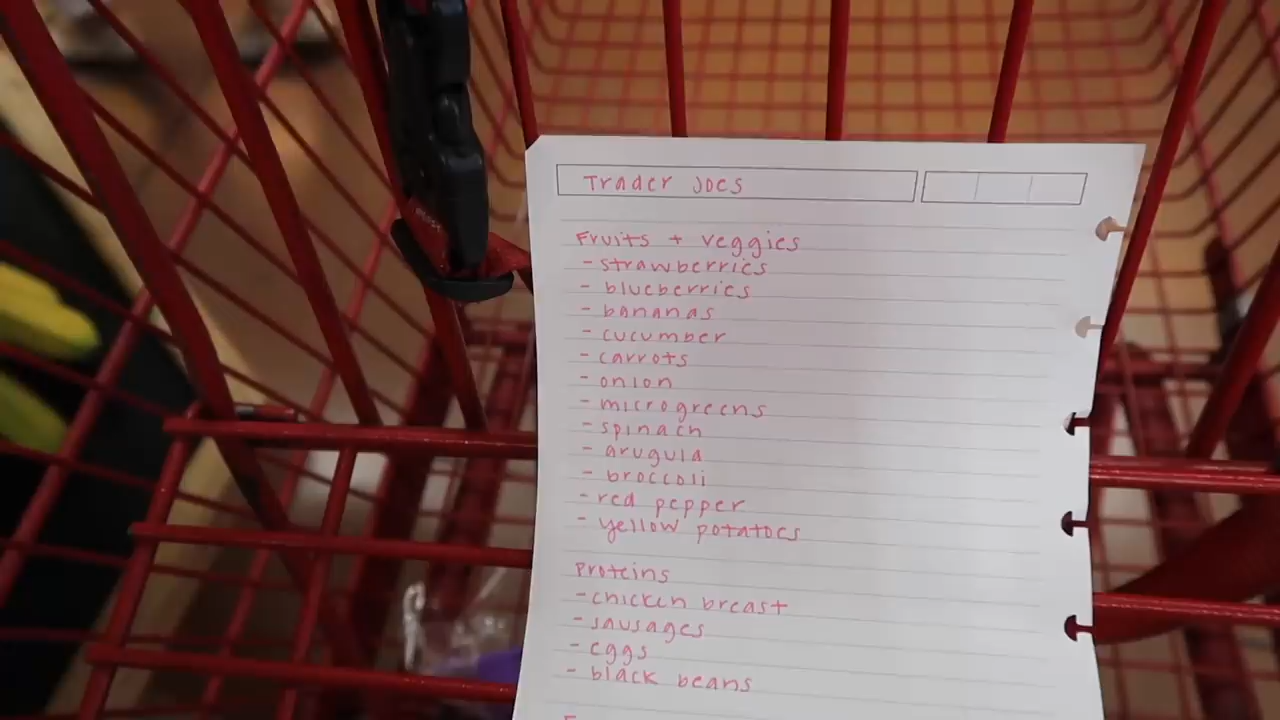 Trader Joes
Fruits + veggies
- strawberries
- blueberries
- bananas
- cucumber
- carrots
- onion
- microgreens
- spinach
- arugula
- broccoli
- red pepper
- yellow potatoes
Proteins
- chicken breast
- sausages
- eggs
- black beans